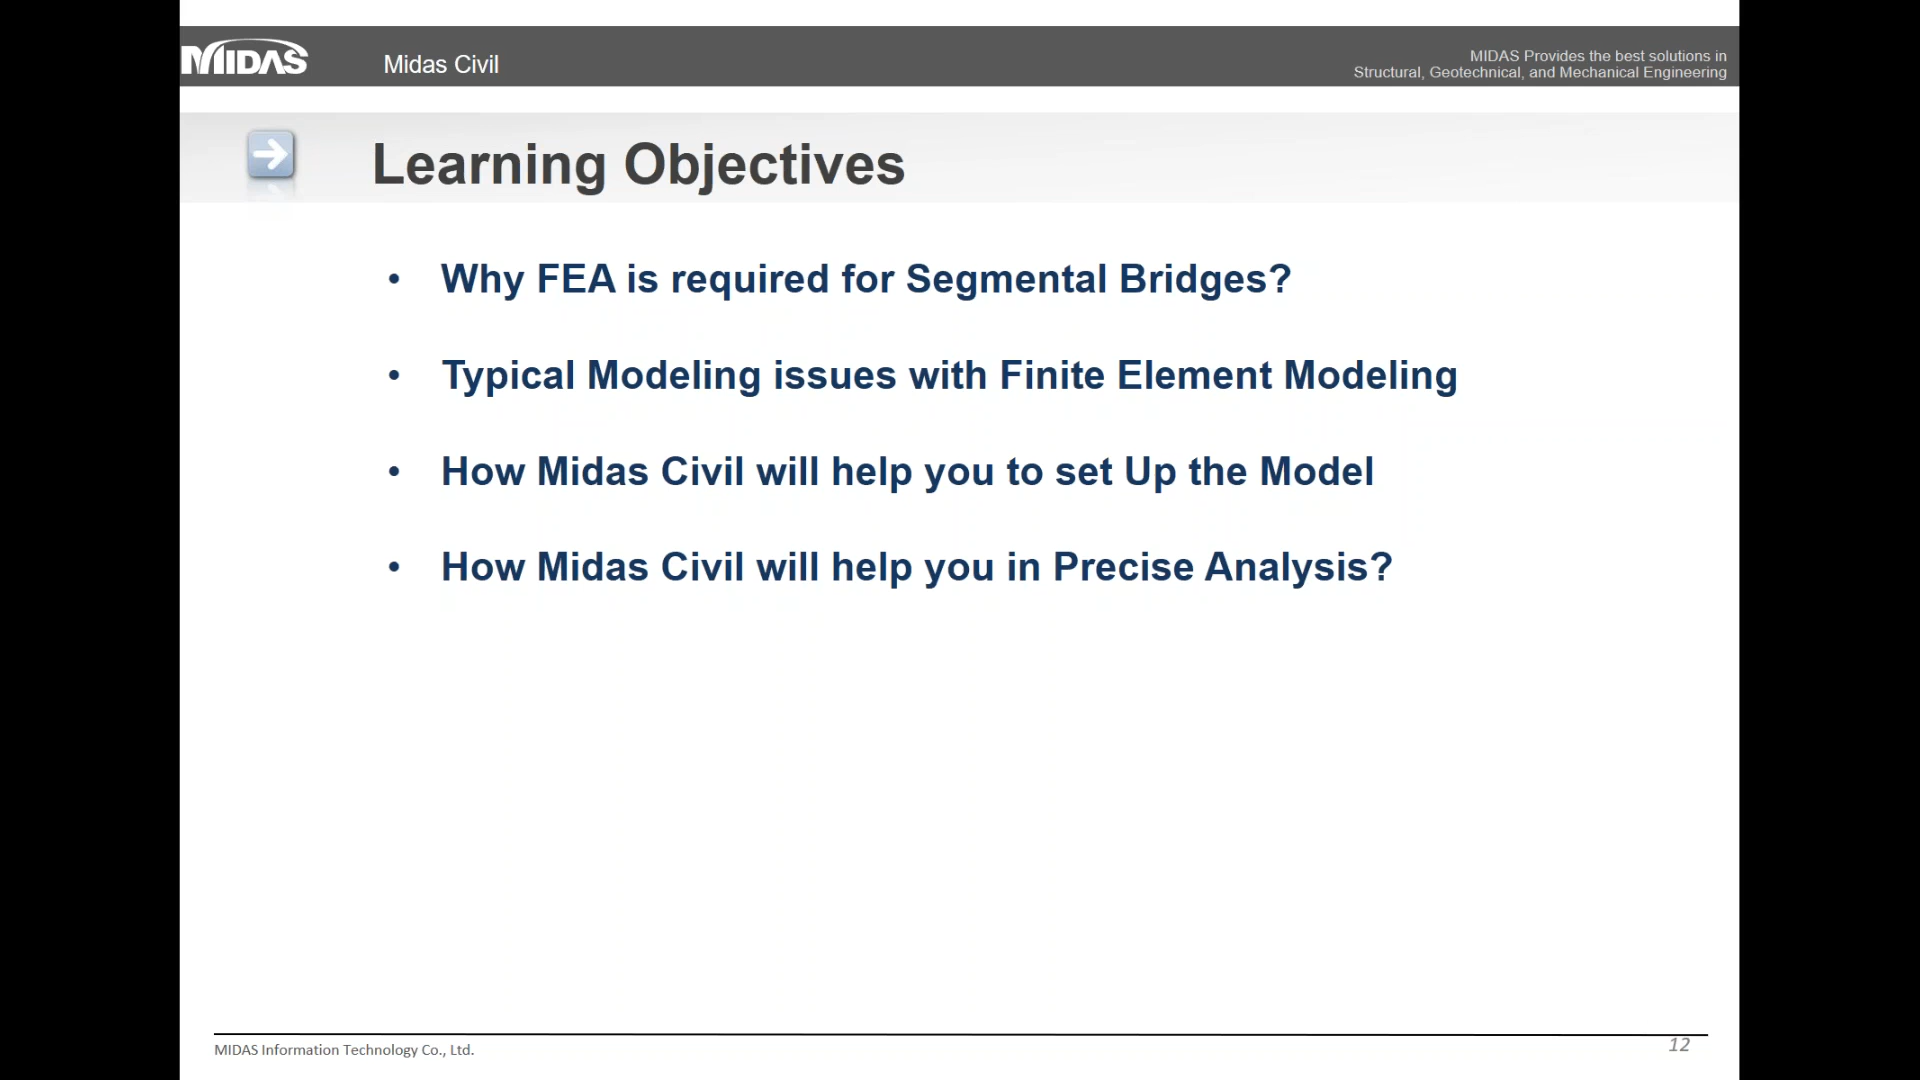 MIDAS
Midas Civil
MIDAS Provides the best solutions in
Structural, Geotechnical, and Mechanical Engineering
Learning Objectives
• Why FEA is required for Segmental Bridges?
• Typical Modeling issues with Finite Element Modeling
• How Midas Civil will help you to set Up the Model
• How Midas Civil will help you in Precise Analysis?
MIDAS Information Technology Co., Ltd.
12